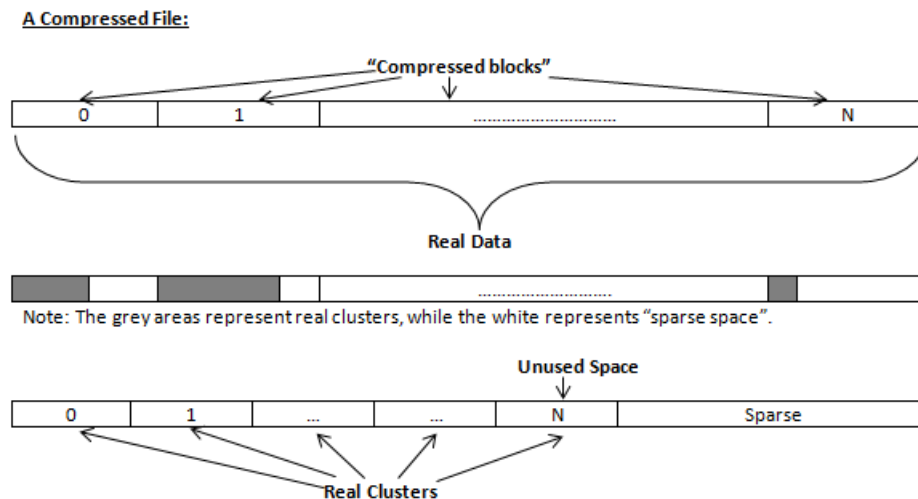 A Compressed File:
“Compressed blocks”
0 1 ................................ N
Real Data
..............................
Note: The grey areas represent real clusters, while the white represents “sparse space”.
Unused Space
0 1 ... ... N Sparse
Real Clusters